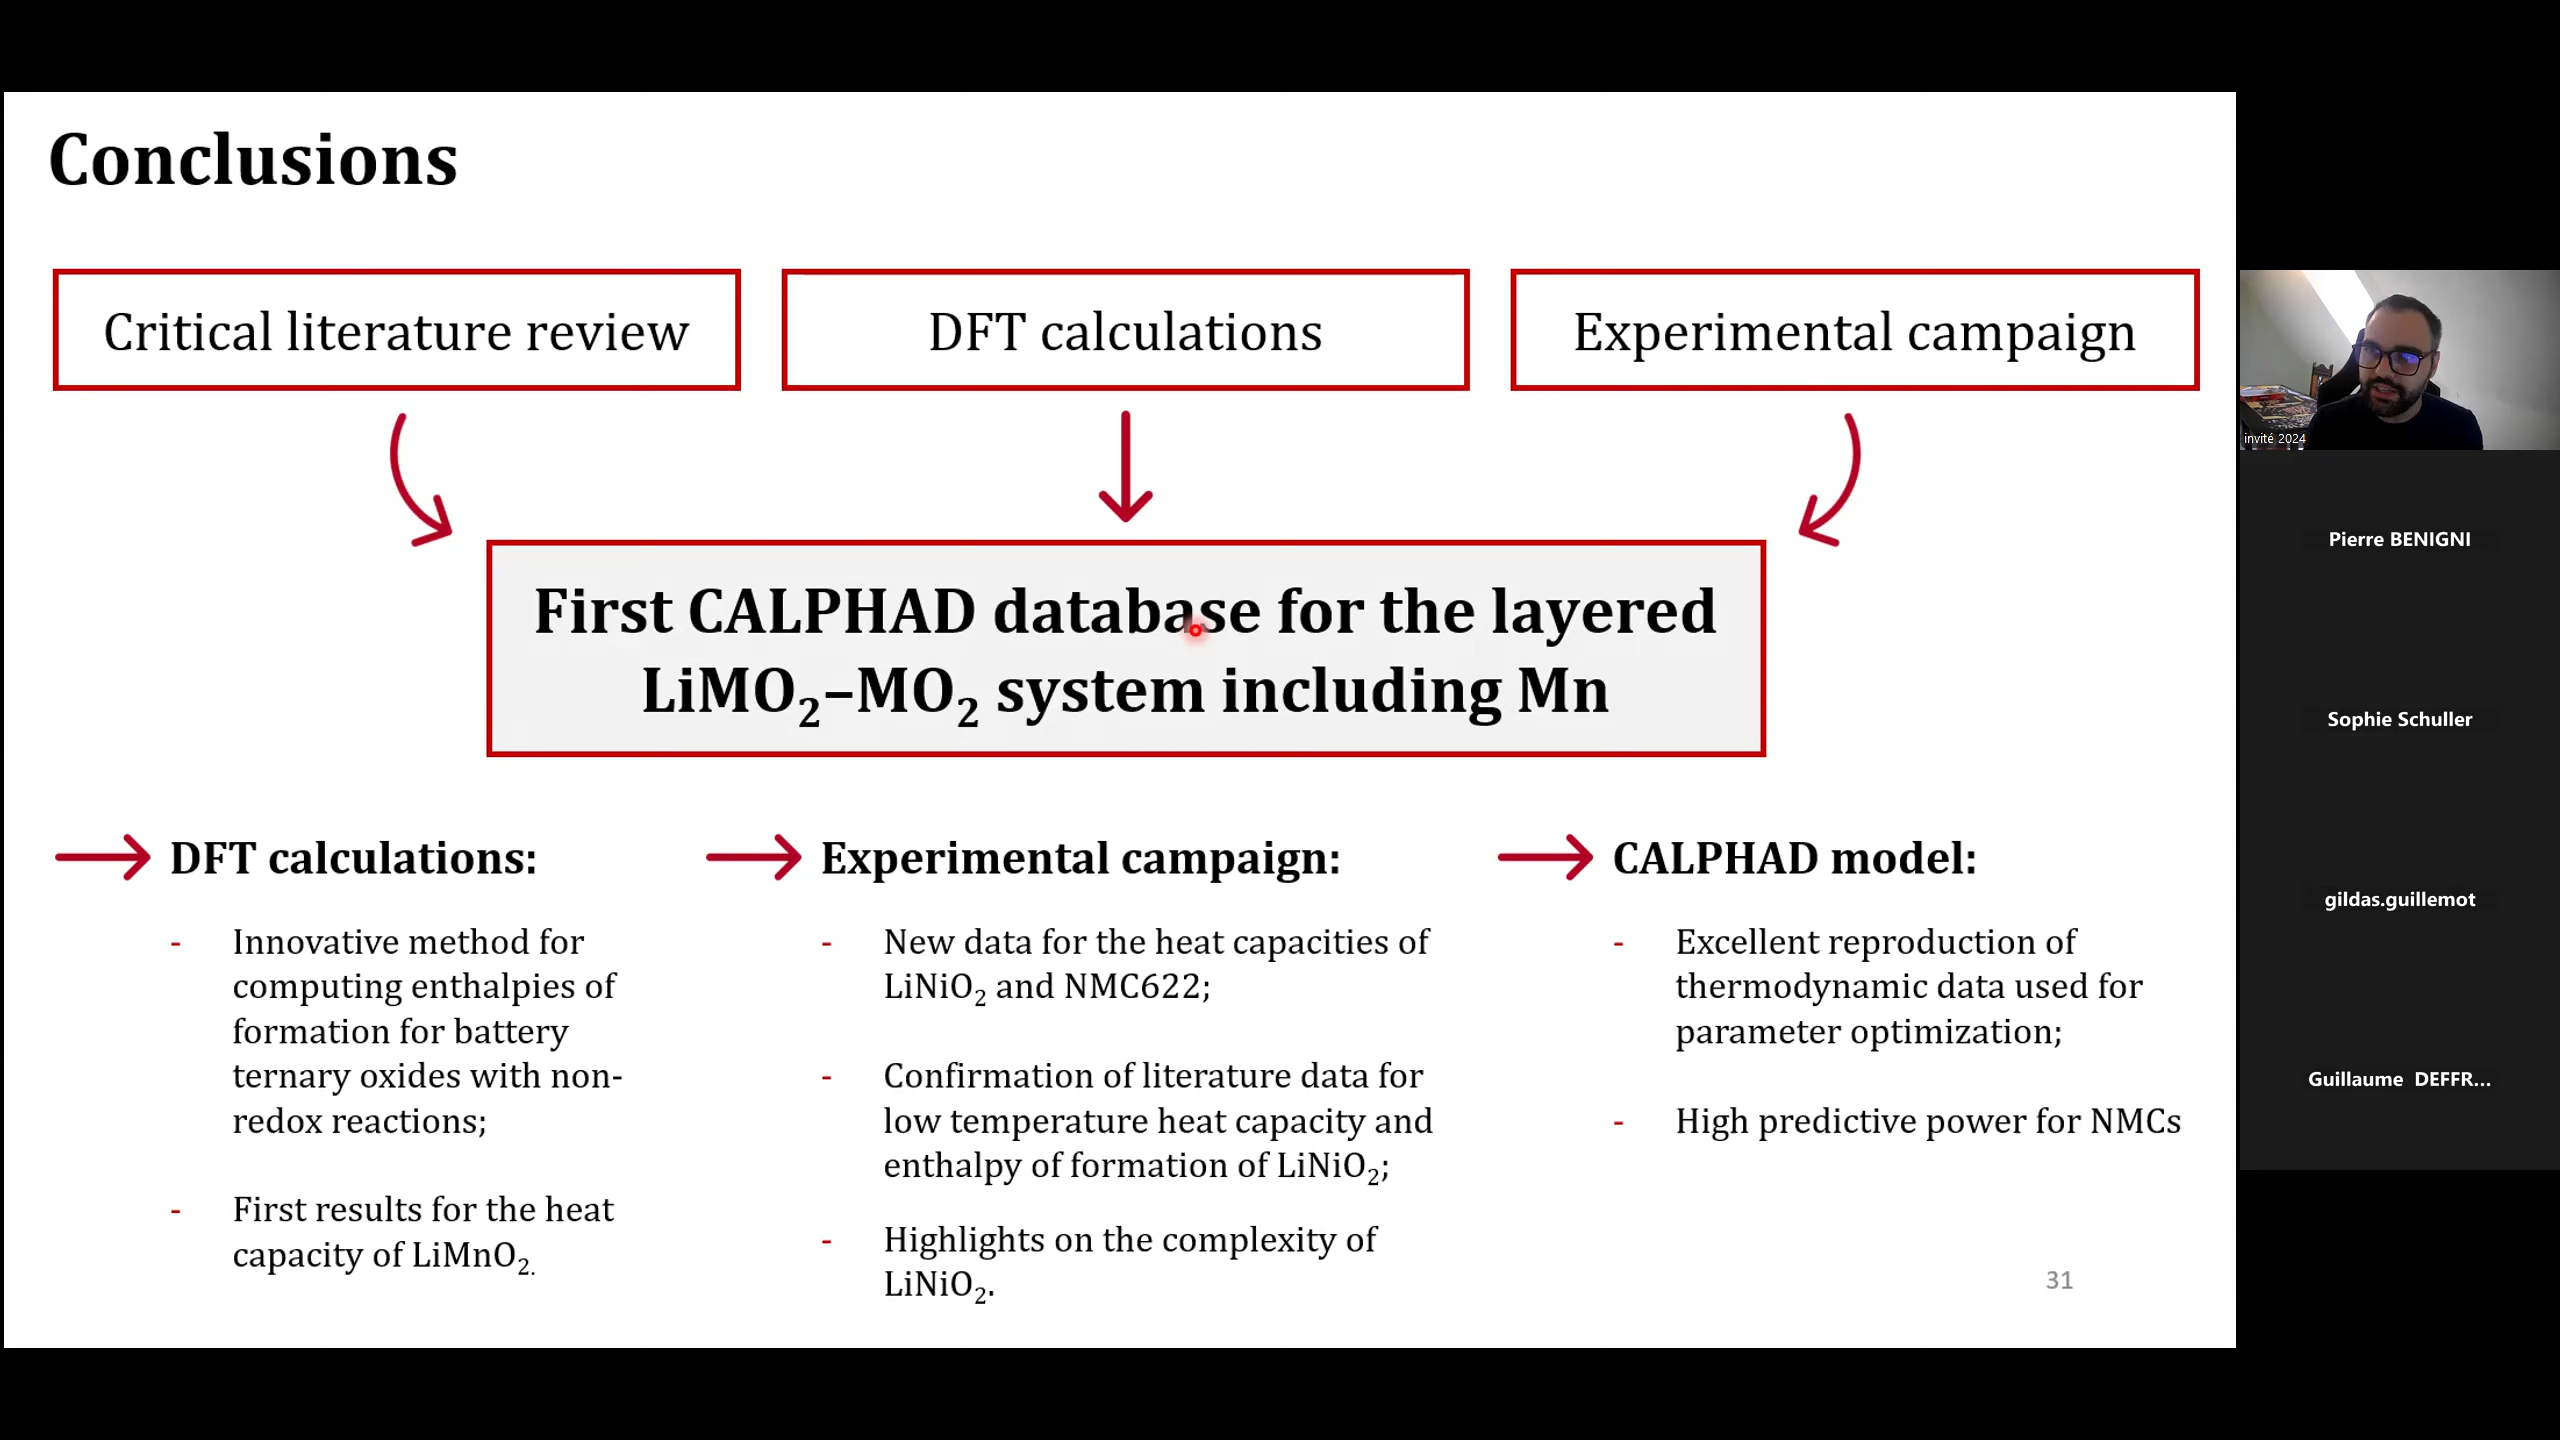 Conclusions
Critical literature review
DFT calculations
Experimental campaign
First CALPHAD database for the layered
LiMO₂–MO₂ system including Mn
DFT calculations:
- Innovative method for
computing enthalpies of
formation for battery
ternary oxides with non-
redox reactions;
- First results for the heat
capacity of LiMnO₂.
Experimental campaign:
- New data for the heat capacities of
LiNiO₂ and NMC622;
- Confirmation of literature data for
low temperature heat capacity and
enthalpy of formation of LiNiO₂;
- Highlights on the complexity of
LiNiO₂.
CALPHAD model:
- Excellent reproduction of
thermodynamic data used for
parameter optimization;
- High predictive power for NMCs
31
invité 2024
Pierre BENIGNI
Sophie Schuller
gildas.guillemot
Guillaume DEFFR...